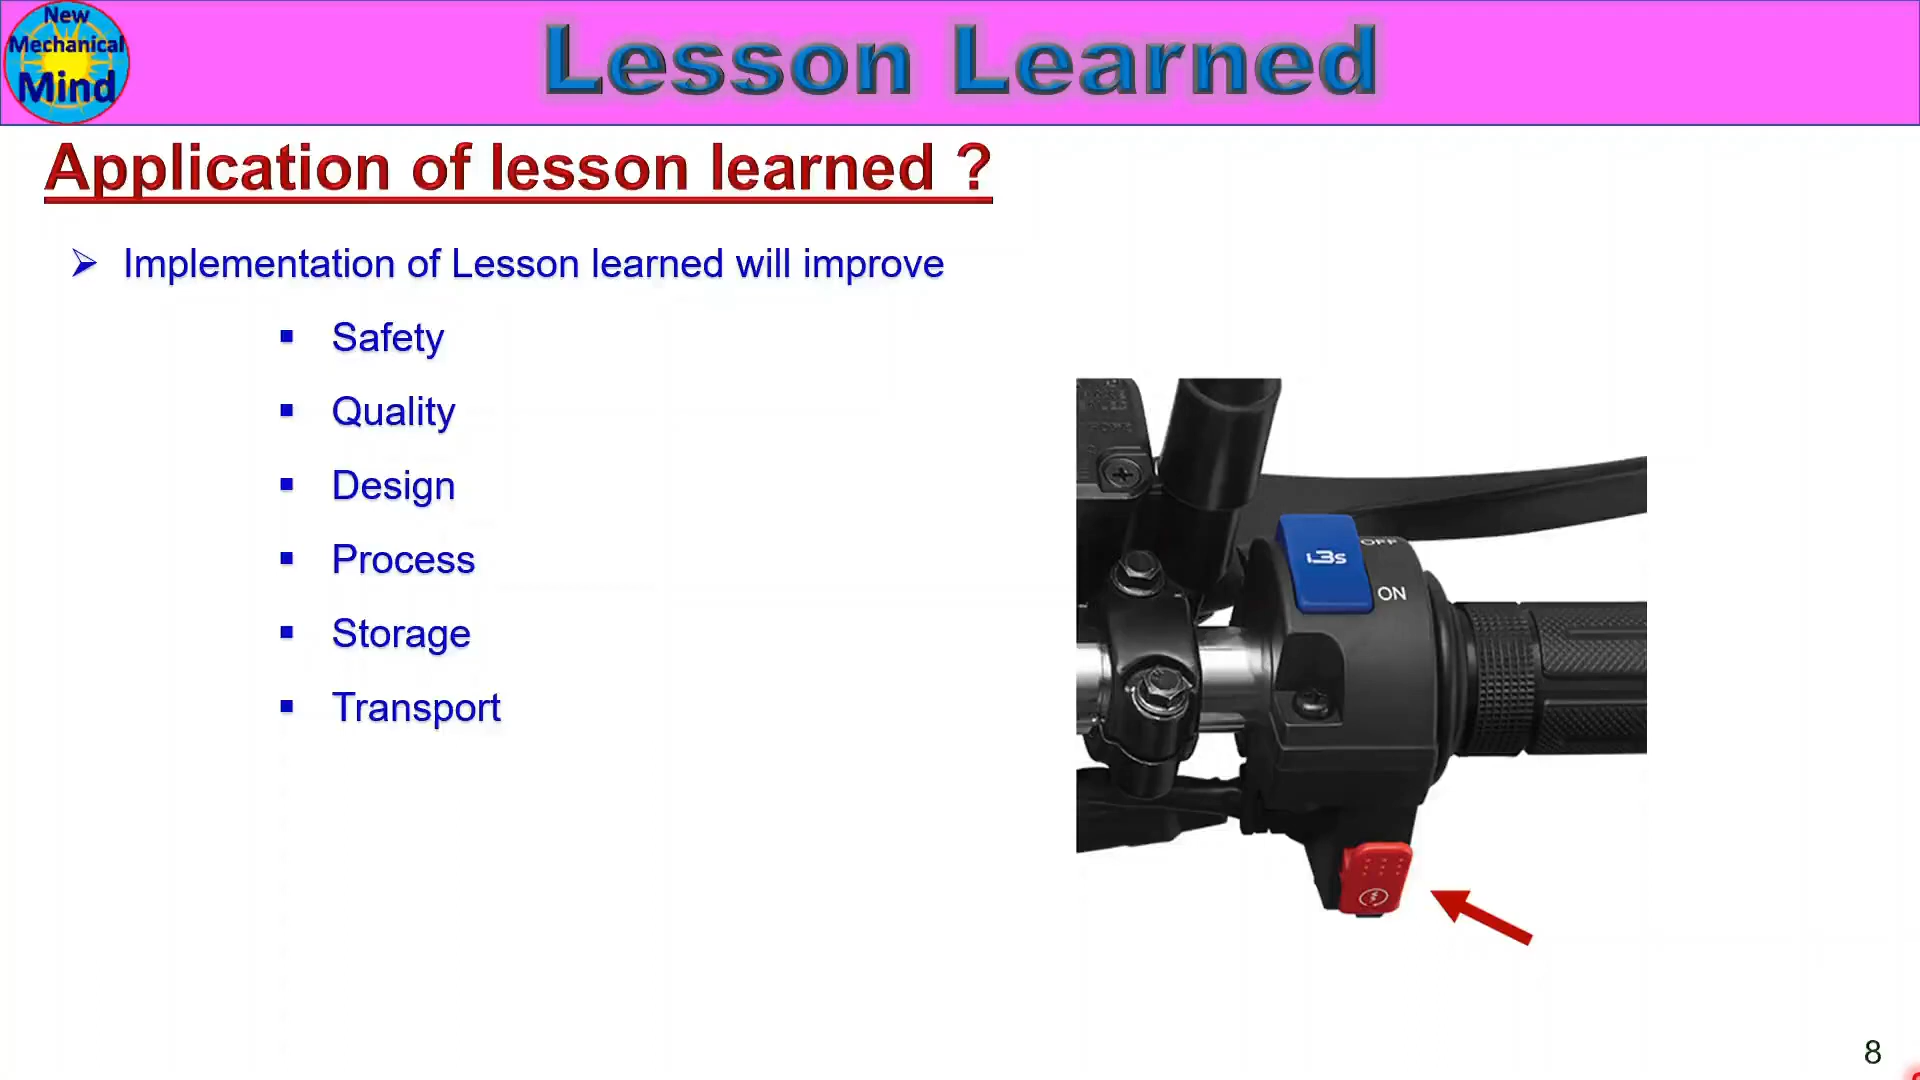 New
Mechanical
Mind
Lesson Learned
Application of lesson learned ?
Implementation of Lesson learned will improve
Safety
Quality
Design
Process
Storage
Transport
OFF
i3s
ON
8